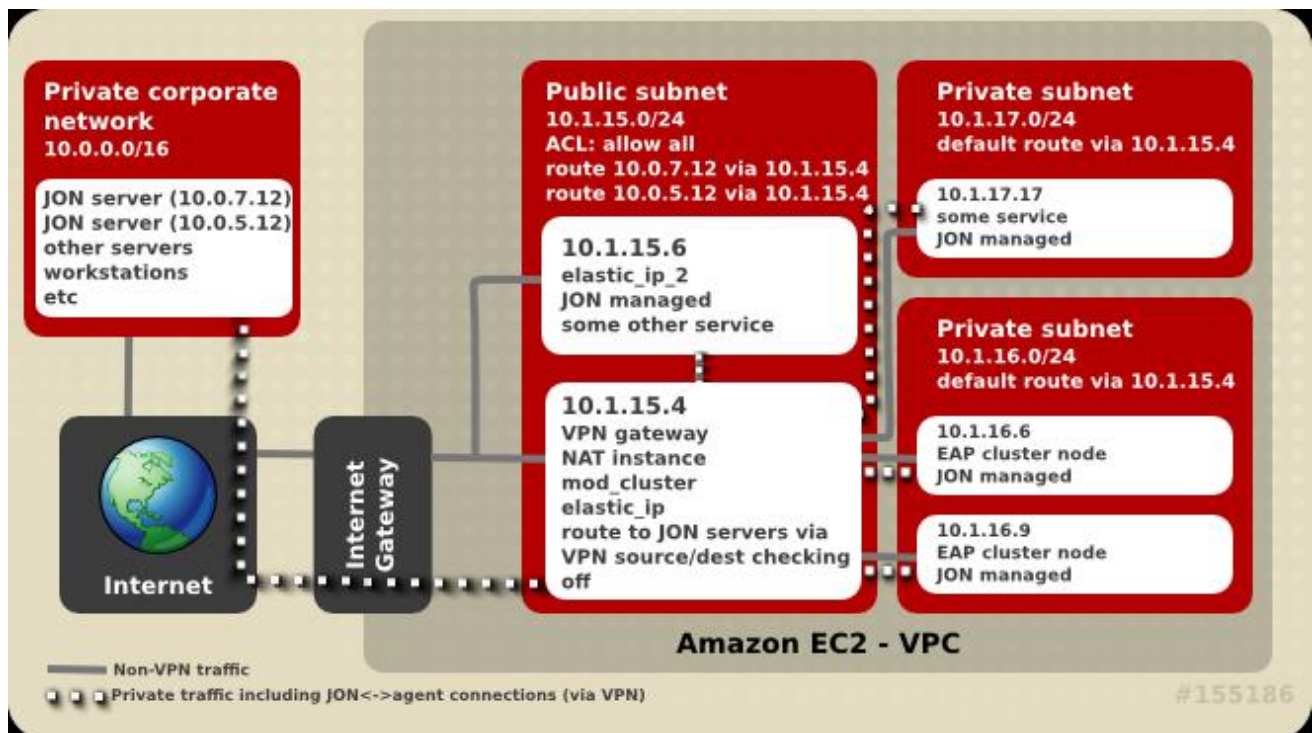 Private corporate
network
10.0.0.0/16
JON server (10.0.7.12)
JON server (10.0.5.12)
other servers
workstations
etc
Internet
Internet
Gateway
Public subnet
10.1.15.0/24
ACL: allow all
route 10.0.7.12 via 10.1.15.4
route 10.0.5.12 via 10.1.15.4
10.1.15.6
elastic_ip_2
JON managed
some other service
10.1.15.4
VPN gateway
NAT instance
mod_cluster
elastic_ip
route to JON servers via
VPN source/dest checking
off
Private subnet
10.1.17.0/24
default route via 10.1.15.4
10.1.17.17
some service
JON managed
Private subnet
10.1.16.0/24
default route via 10.1.15.4
10.1.16.6
EAP cluster node
JON managed
10.1.16.9
EAP cluster node
JON managed
Amazon EC2 - VPC
Non-VPN traffic
Private traffic including JON<->agent connections (via VPN)
#155186